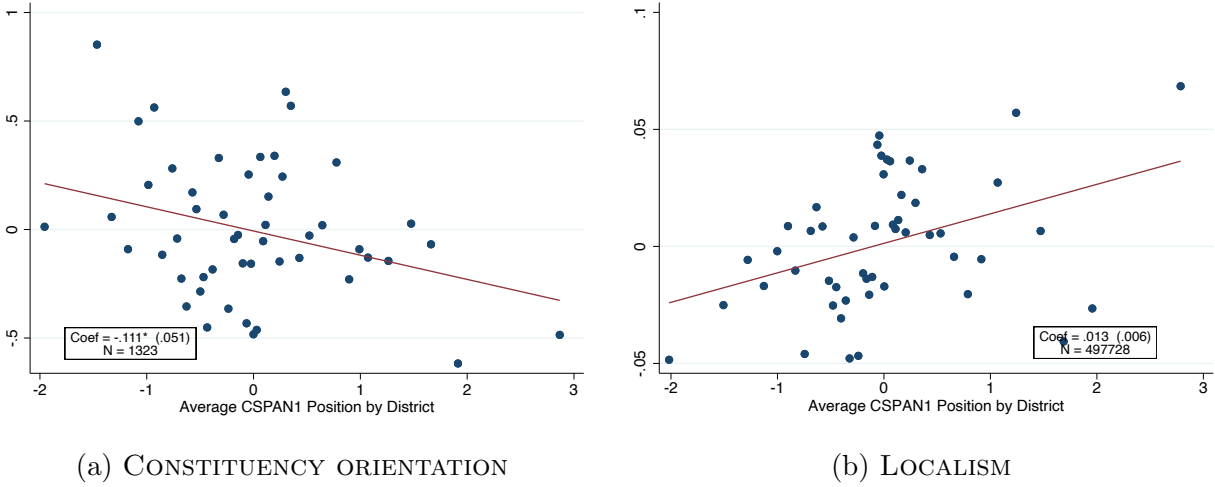 1
.5
0
-.5
Coef = -.111* (.051)
N = 1323
-2 -1 0 1 2 3
Average CSPAN1 Position by District
(a) CONSTITUENCY ORIENTATION
.1
.05
0
-.05
Coef = .013 (.006)
N = 497728
-2 -1 0 1 2 3
Average CSPAN1 Position by District
(b) LOCALISM